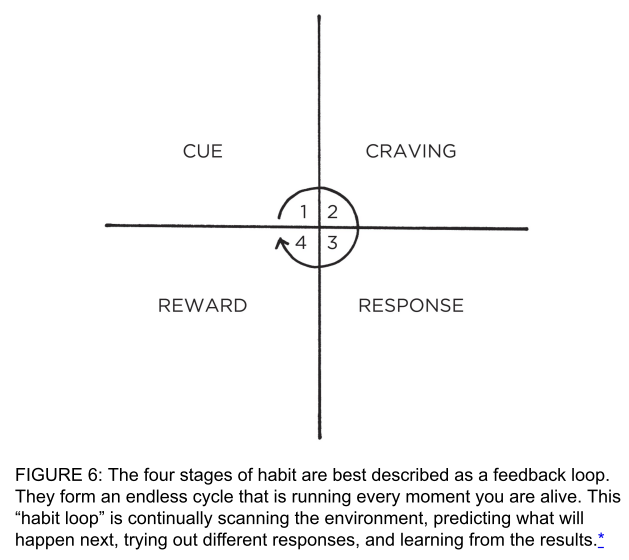 CUE CRAVING
1 2
4 3
REWARD RESPONSE
FIGURE 6: The four stages of habit are best described as a feedback loop.
They form an endless cycle that is running every moment you are alive. This
“habit loop” is continually scanning the environment, predicting what will
happen next, trying out different responses, and learning from the results.*